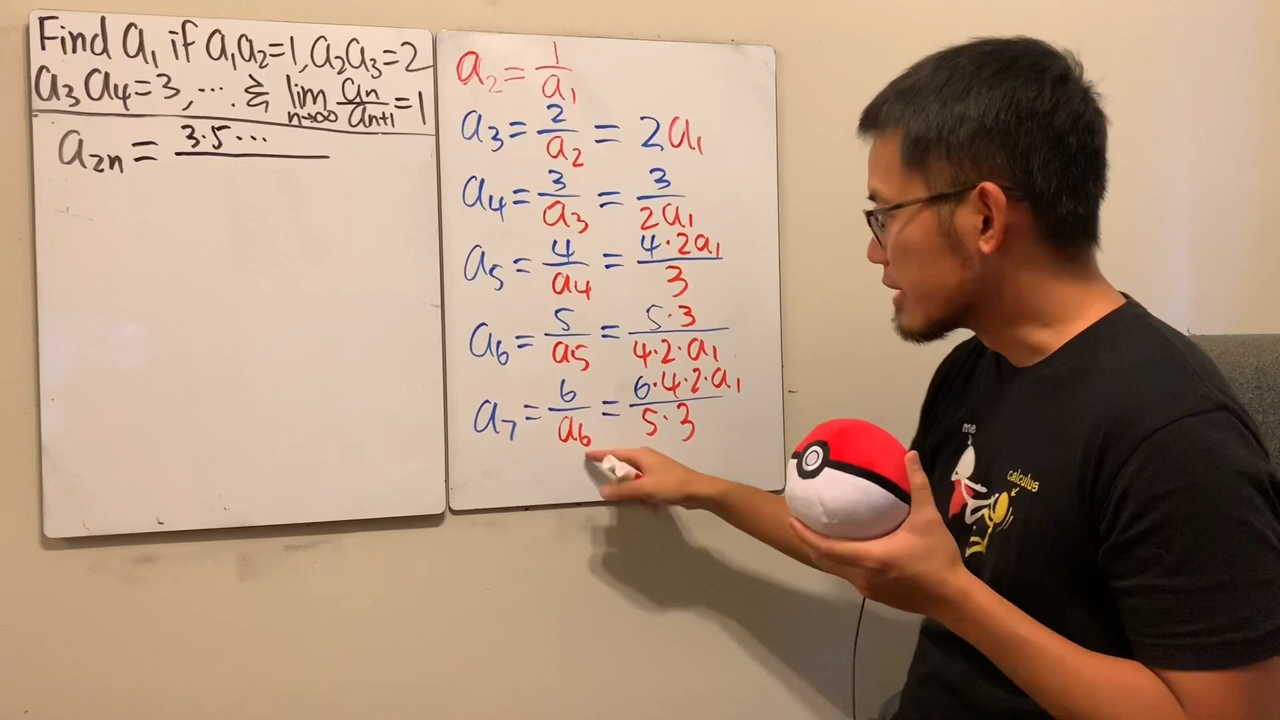 Find a₁ if a₁a₂=1, a₂a₃=2
a₃a₄=3, ... & lim n→∞ aₙ/aₙ₊₁ = 1
a₂ₙ = 3·5···
a₂ = 1/a₁
a₃ = 2/a₂ = 2a₁
a₄ = 3/a₃ = 3/2a₁
a₅ = 4/a₄ = 4·2a₁/3
a₆ = 5/a₅ = 5·3/4·2·a₁
a₇ = 6/a₆ = 6·4·2·a₁/5·3
me
calculus